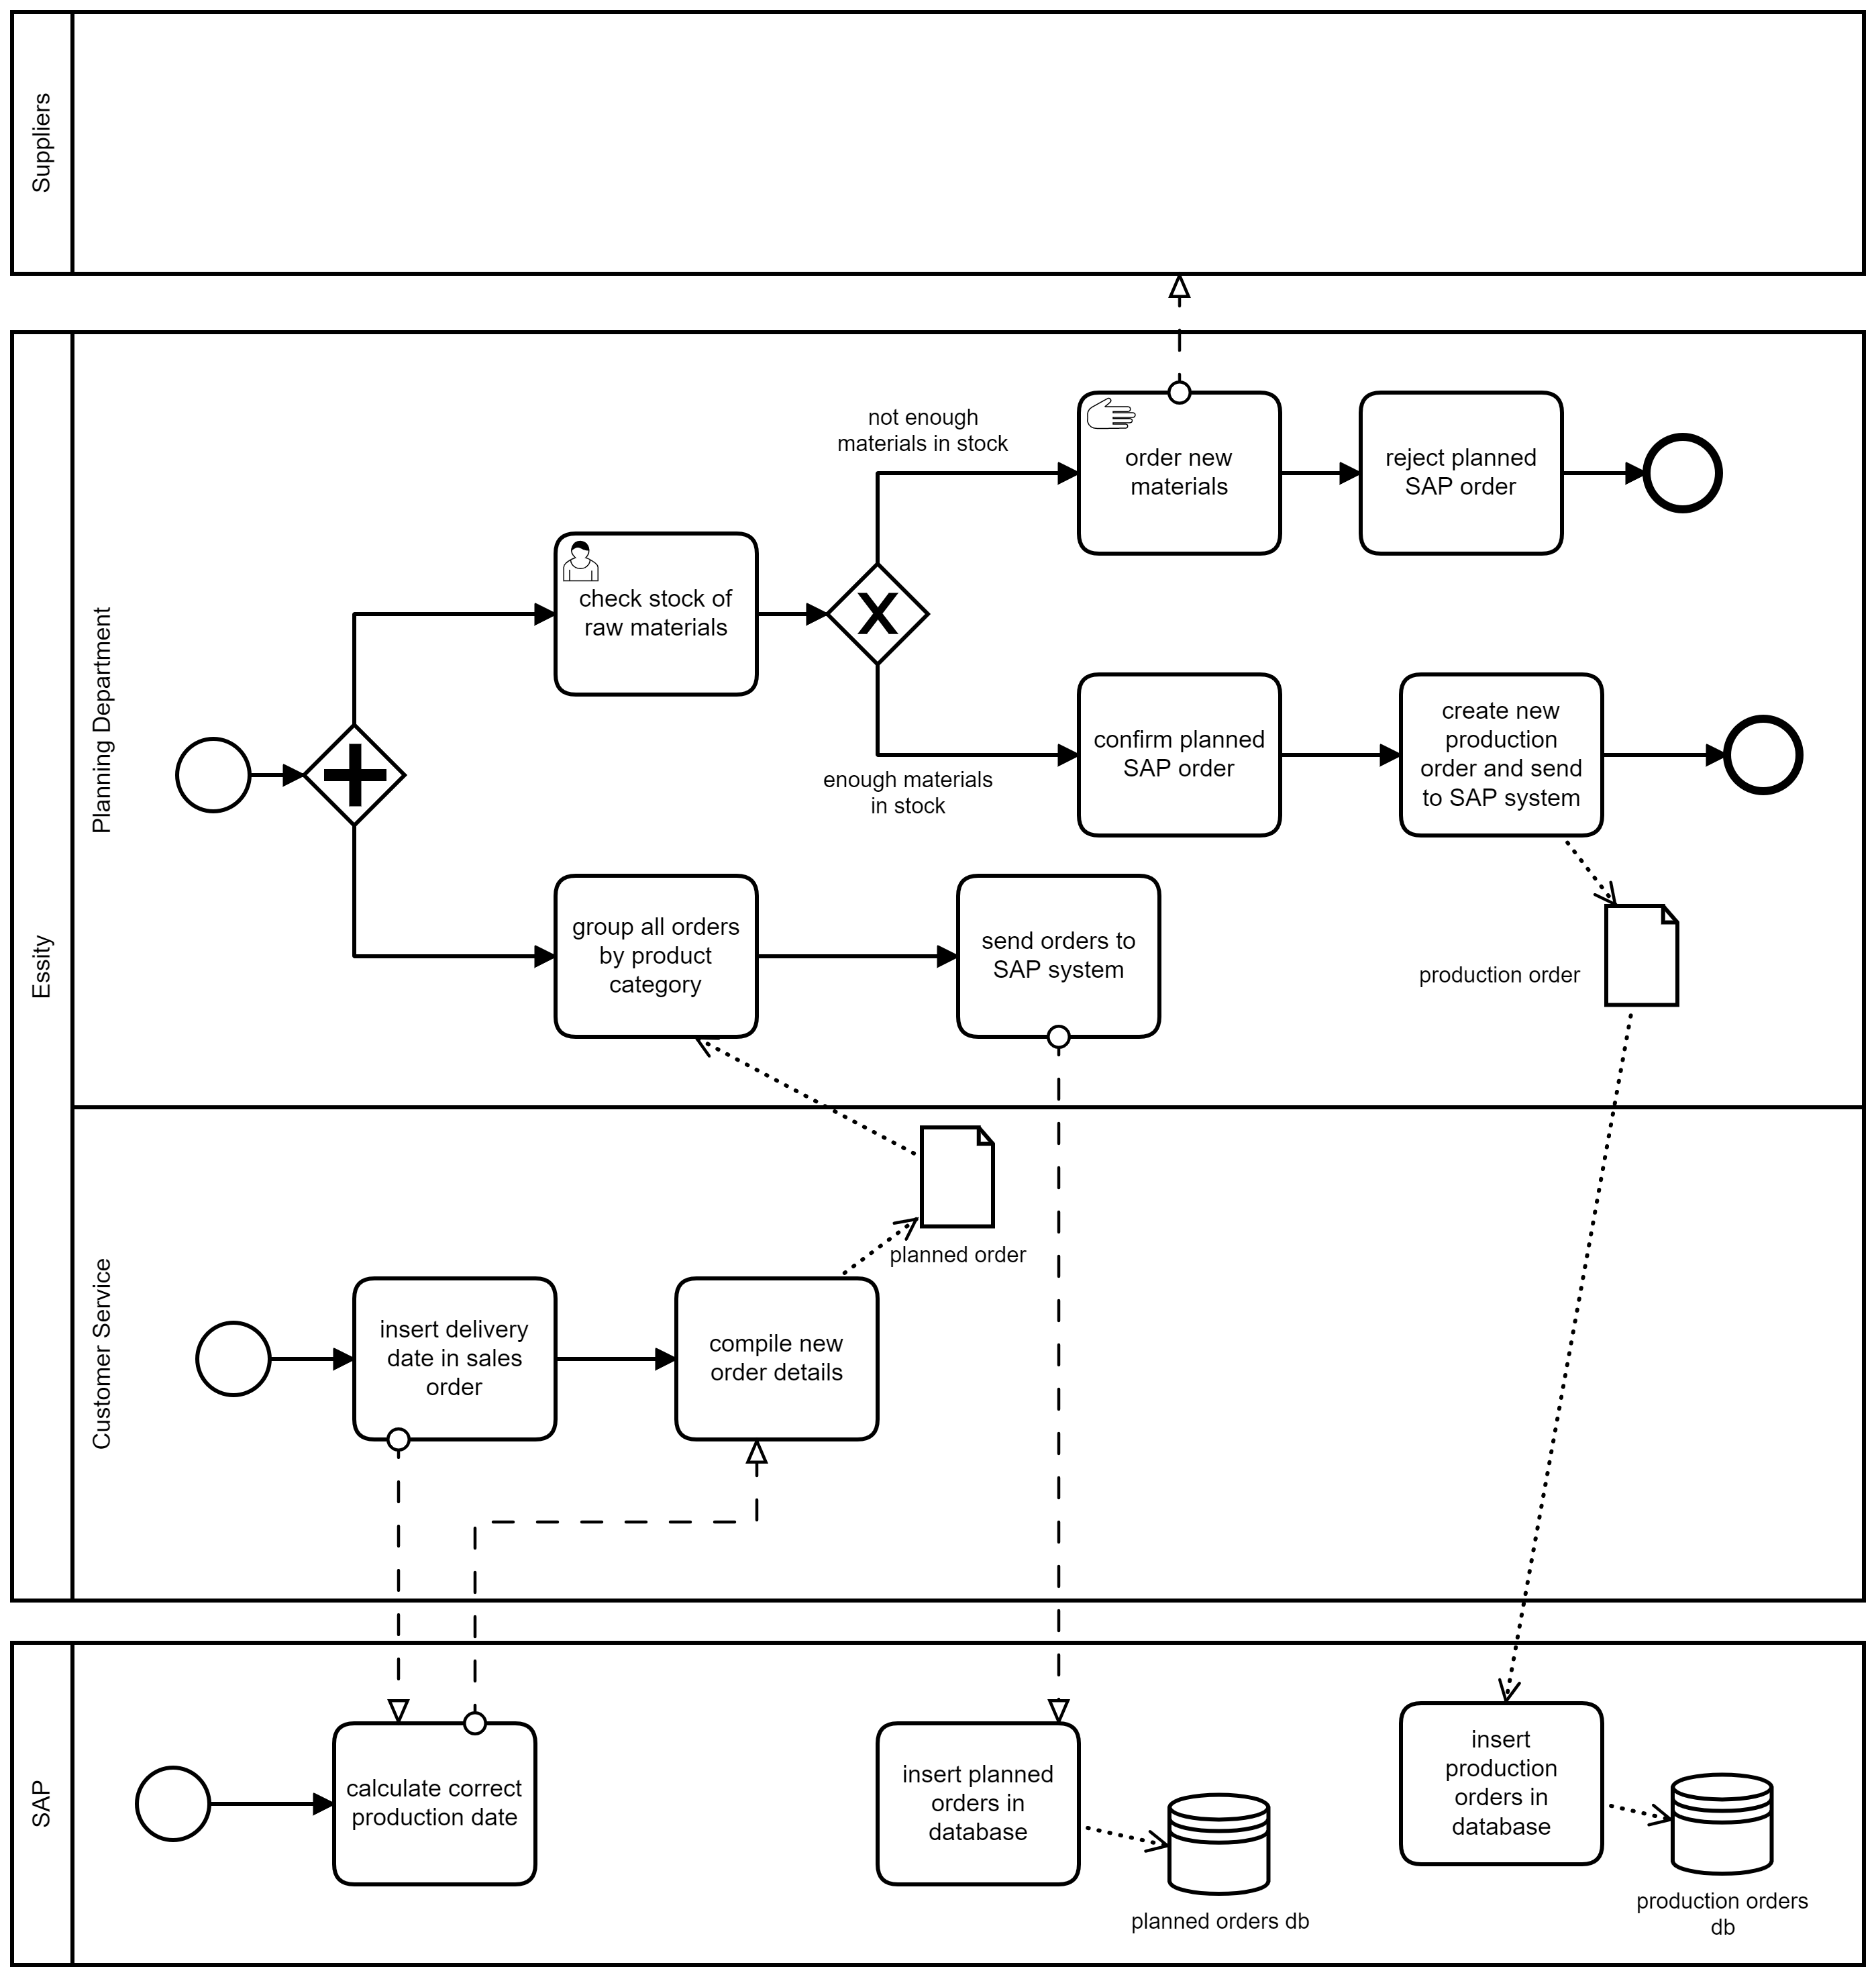 Suppliers
Essity
Planning Department
not enough
materials in stock
order new
materials
reject planned
SAP order
check stock of
raw materials
confirm planned
SAP order
create new
production
order and send
to SAP system
enough materials
in stock
group all orders
by product
category
send orders to
SAP system
production order
Customer Service
planned order
insert delivery
date in sales
order
compile new
order details
SAP
calculate correct
production date
insert planned
orders in
database
planned orders db
insert
production
orders in
database
production orders
db